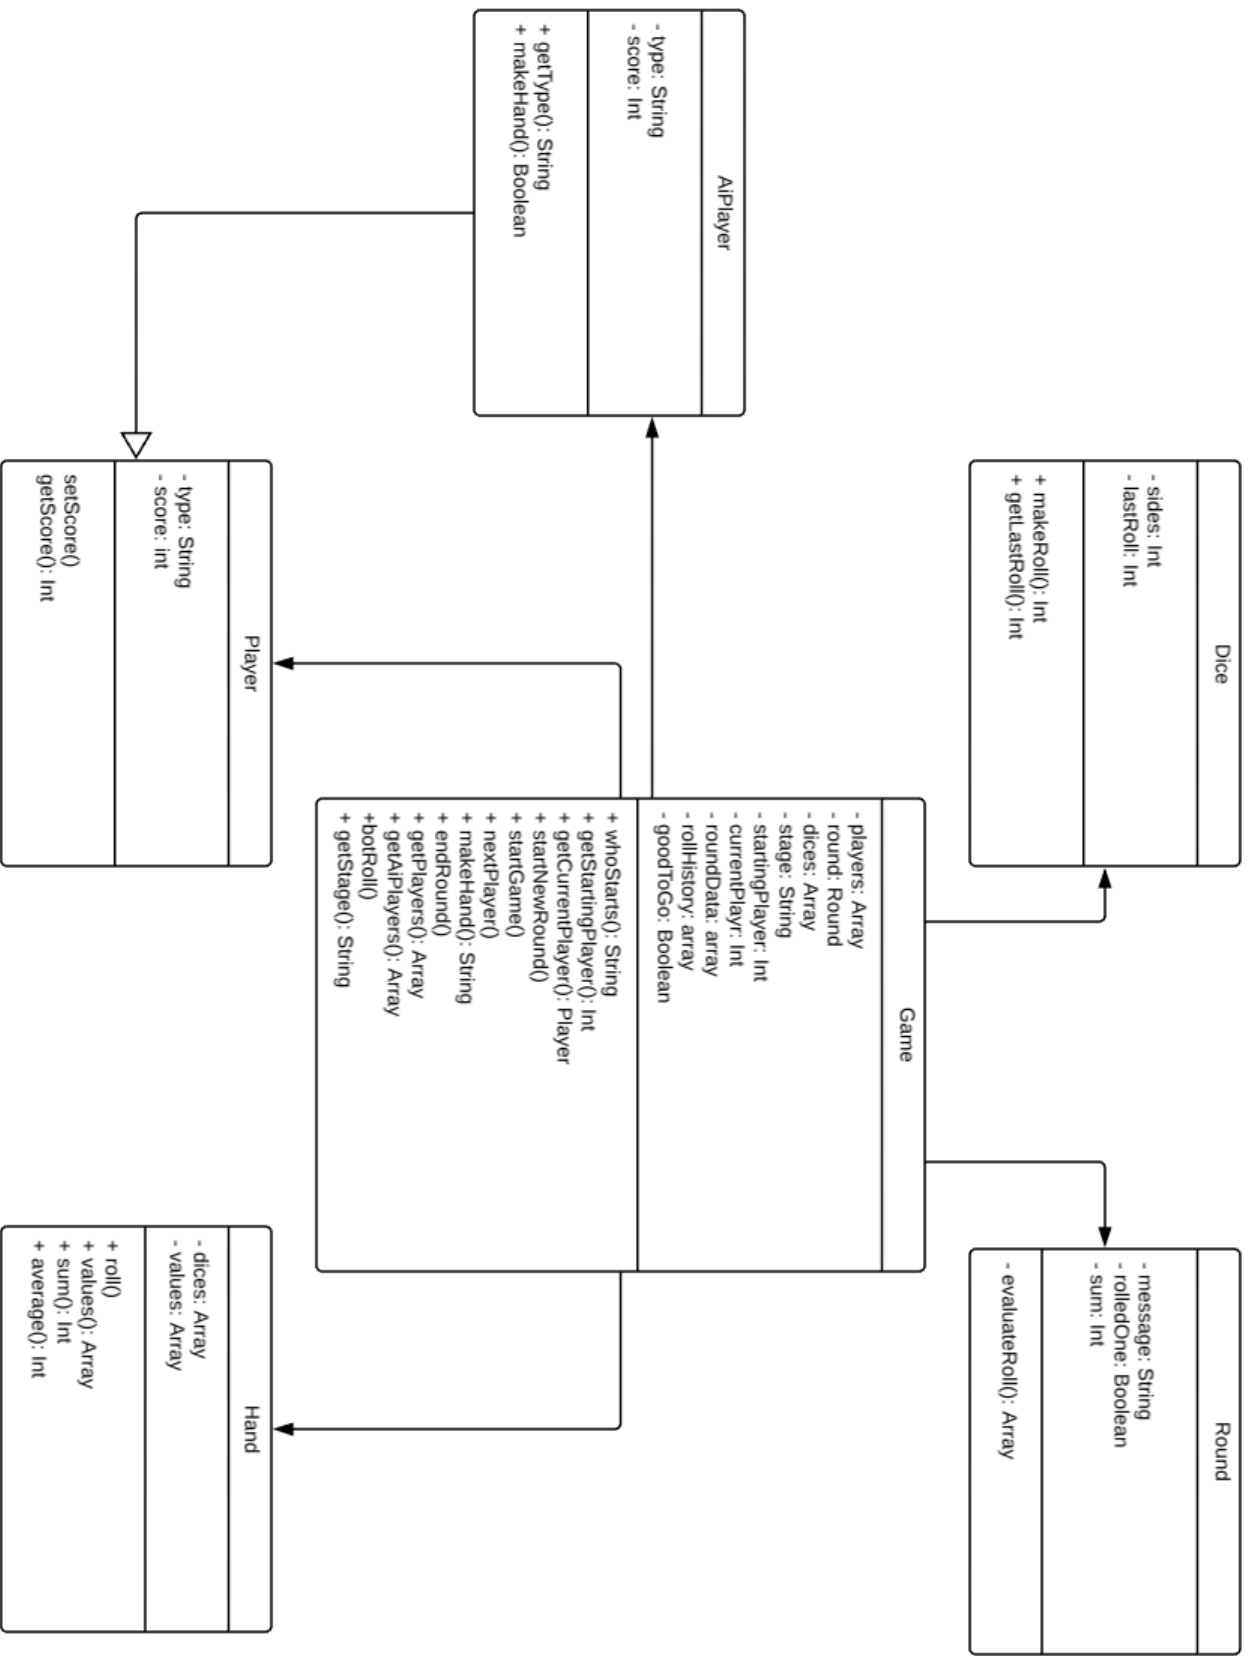 Dice
- sides: Int
- lastRoll: Int
+ makeRoll(): Int
+ getLastRoll(): Int
Round
- message: String
- rolledOne: Boolean
- sum: Int
- evaluateRoll(): Array
AiPlayer
- type: String
- score: Int
+ getType(): String
+ makeHand(): Boolean
Game
- players: Array
- round: Round
- dices: Array
- stage: String
- startingPlayer: Int
- currentPlayr: Int
- roundData: array
- rollHistory: array
- goodToGo: Boolean
+ whoStarts(): String
+ getStartingPlayer(): Int
+ getCurrentPlayer(): Player
+ startNewRound()
+ startGame()
+ nextPlayer()
+ makeHand(): String
+ endRound()
+ getPlayers(): Array
+ getAiPlayers(): Array
+botRoll()
+ getStage(): String
Player
- type: String
- score: int
setScore()
getScore(): Int
Hand
- dices: Array
- values: Array
+ roll()
+ values(): Array
+ sum(): Int
+ average(): Int